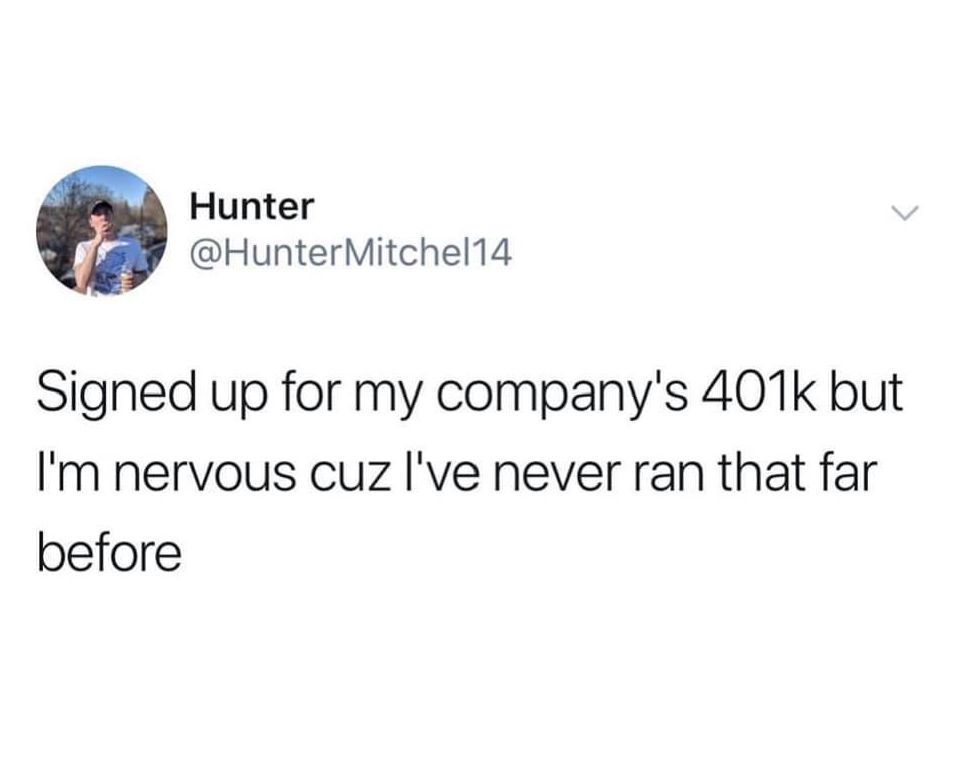 Hunter
@HunterMitchel14
Signed up for my company's 401k but
I'm nervous cuz I've never ran that far
before